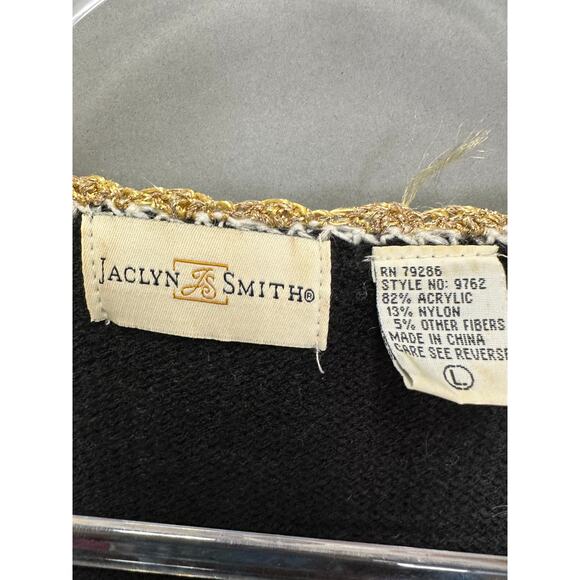 JACLYN JS SMITH®
RN 79286
STYLE NO: 9762
82% ACRYLIC
13% NYLON
5% OTHER FIBERS
MADE IN CHINA
CARE SEE REVERSE
L